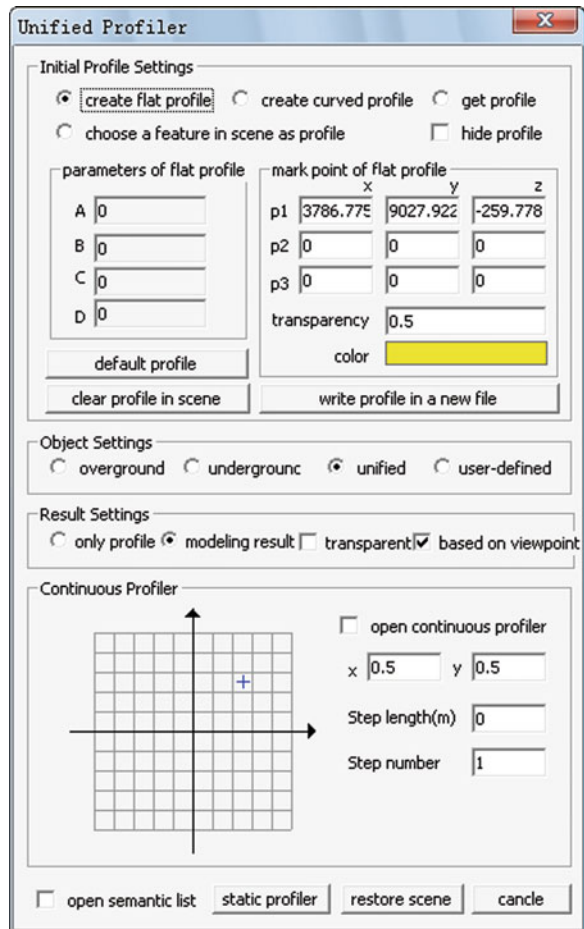 Unified Profiler
Initial Profile Settings
create flat profile create curved profile get profile
choose a feature in scene as profile hide profile
parameters of flat profile
A 0
B 0
C 0
D 0
default profile
clear profile in scene
mark point of flat profile
x y z
p1 3786.775 9027.922 -259.778
p2 0 0 0
p3 0 0 0
transparency 0.5
color
write profile in a new file
Object Settings
overground undergrounc unified user-defined
Result Settings
only profile modeling result transparent based on viewpoint
Continuous Profiler
open continuous profiler
x 0.5 y 0.5
Step length(m) 0
Step number 1
open semantic list static profiler restore scene cancle